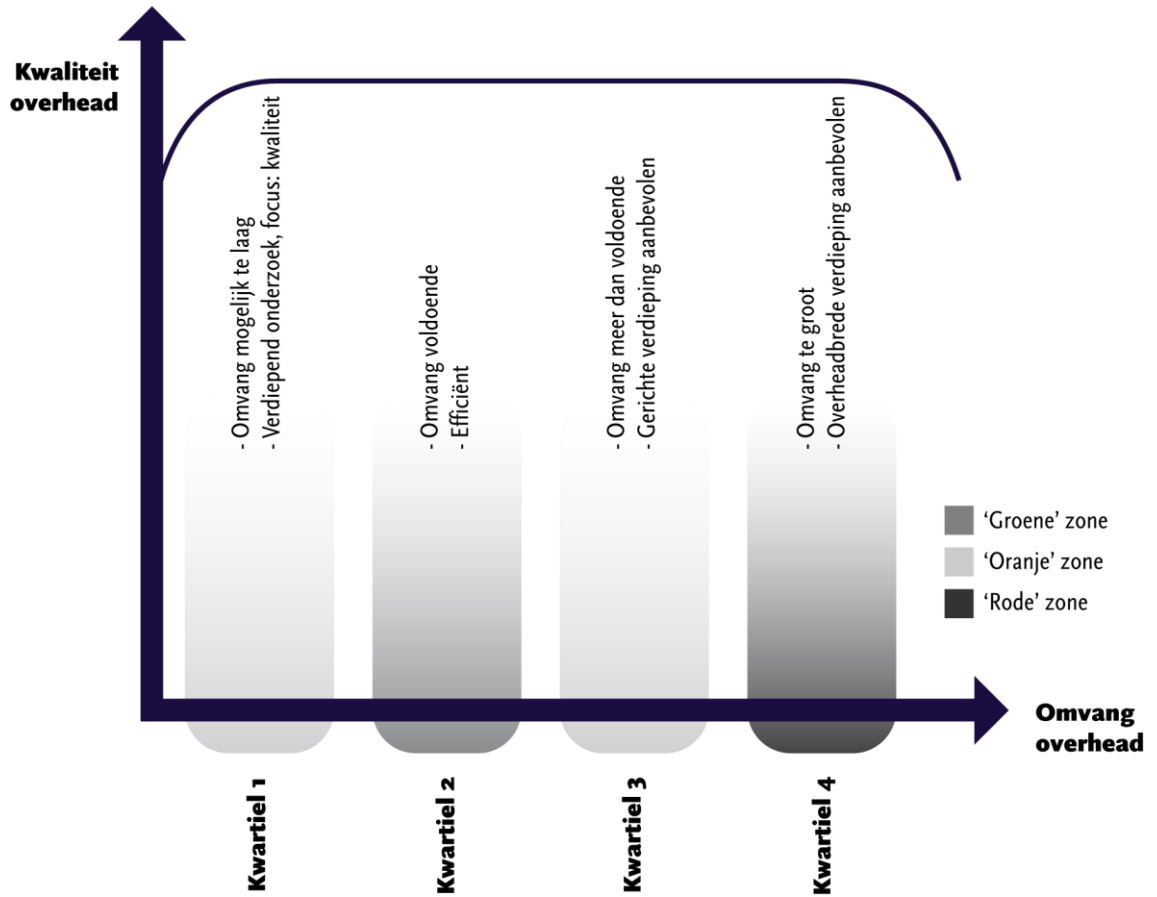 Kwaliteit
overhead
- Omvang mogelijk te laag
- Verdiepend onderzoek, focus: kwaliteit
- Omvang voldoende
- Efficiënt
- Omvang meer dan voldoende
- Gerichte verdieping aanbevolen
- Omvang te groot
- Overheadbrede verdieping aanbevolen
‘Groene’ zone
‘Oranje’ zone
‘Rode’ zone
Omvang
overhead
Kwartiel 1
Kwartiel 2
Kwartiel 3
Kwartiel 4